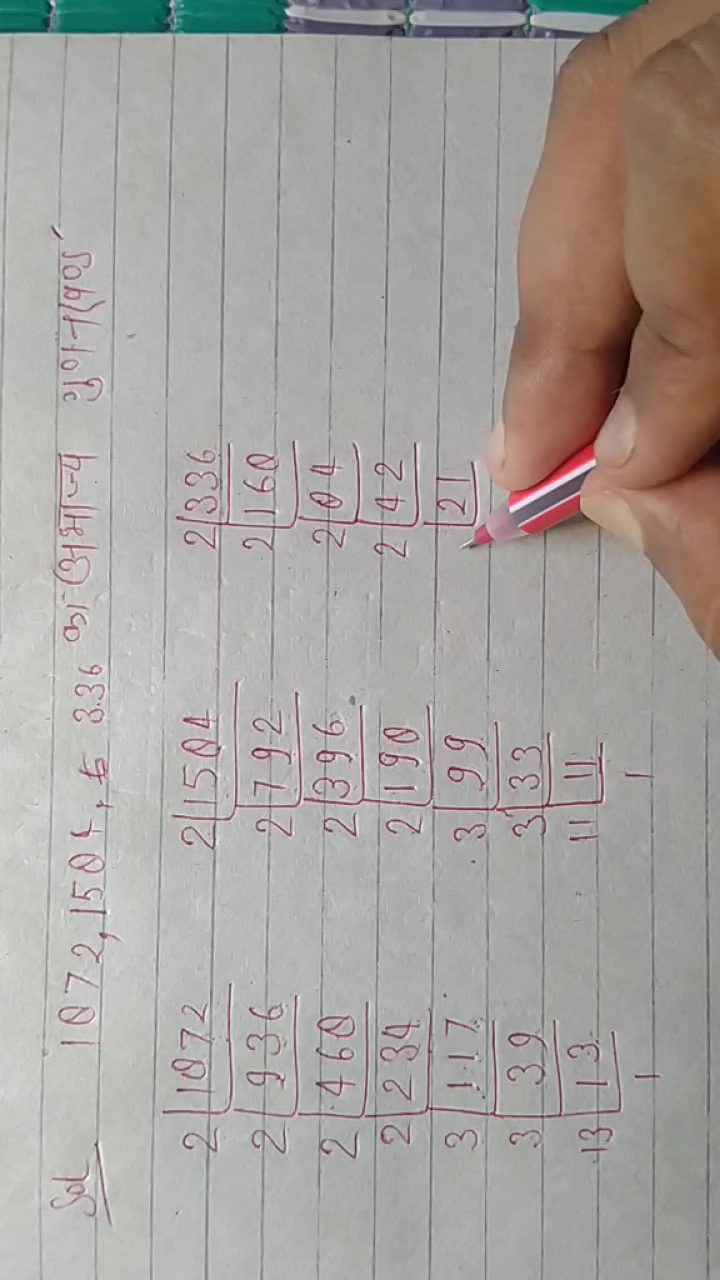 Sol 1872, 1584, 336 का अभाज्य गुणनखण्ड
2 1872 2 1584 2 336
2 936 2 792 2 168
2 468 2 396 2 84
2 234 2 198 2 42
3 117 3 99 21
3 39 3 33
13 13 11 11
1 1